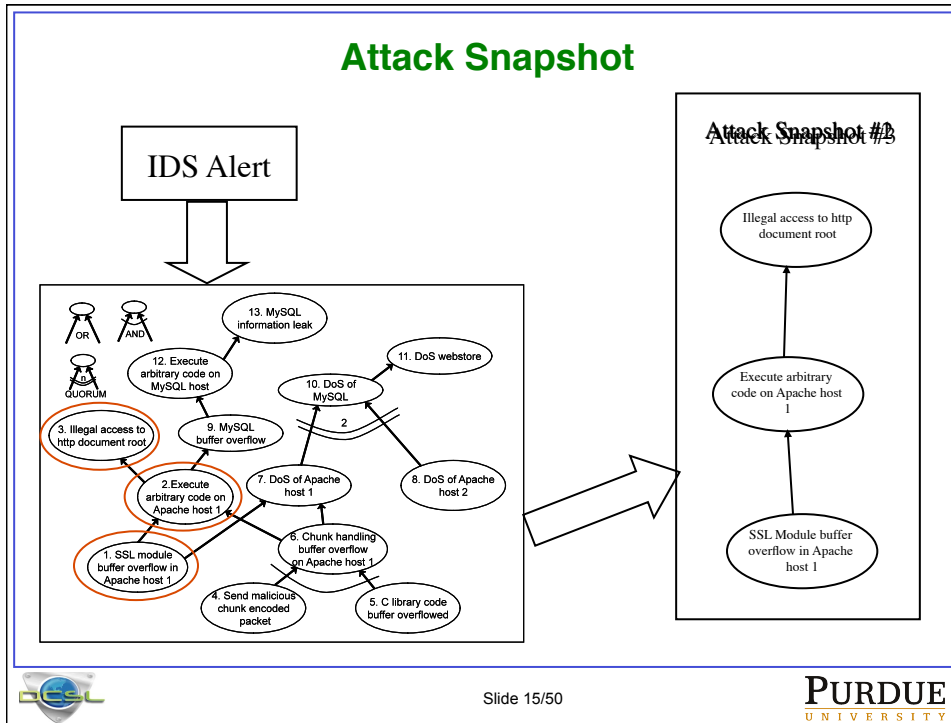 Attack Snapshot
IDS Alert
OR
AND
n
QUORUM
13. MySQL
information leak
12. Execute
arbitrary code on
MySQL host
11. DoS webstore
10. DoS of
MySQL
2
3. Illegal access to
http document root
9. MySQL
buffer overflow
2.Execute
arbitrary code on
Apache host 1
7. DoS of Apache
host 1
8. DoS of Apache
host 2
1. SSL module
buffer overflow in
Apache host 1
6. Chunk handling
buffer overflow
on Apache host 1
4. Send malicious
chunk encoded
packet
5. C library code
buffer overflowed
Attack Snapshot
Illegal access to http
document root
Execute arbitrary
code on Apache host
1
SSL Module buffer
overflow in Apache
host 1
DCSL
Slide 15/50
PURDUE
UNIVERSITY